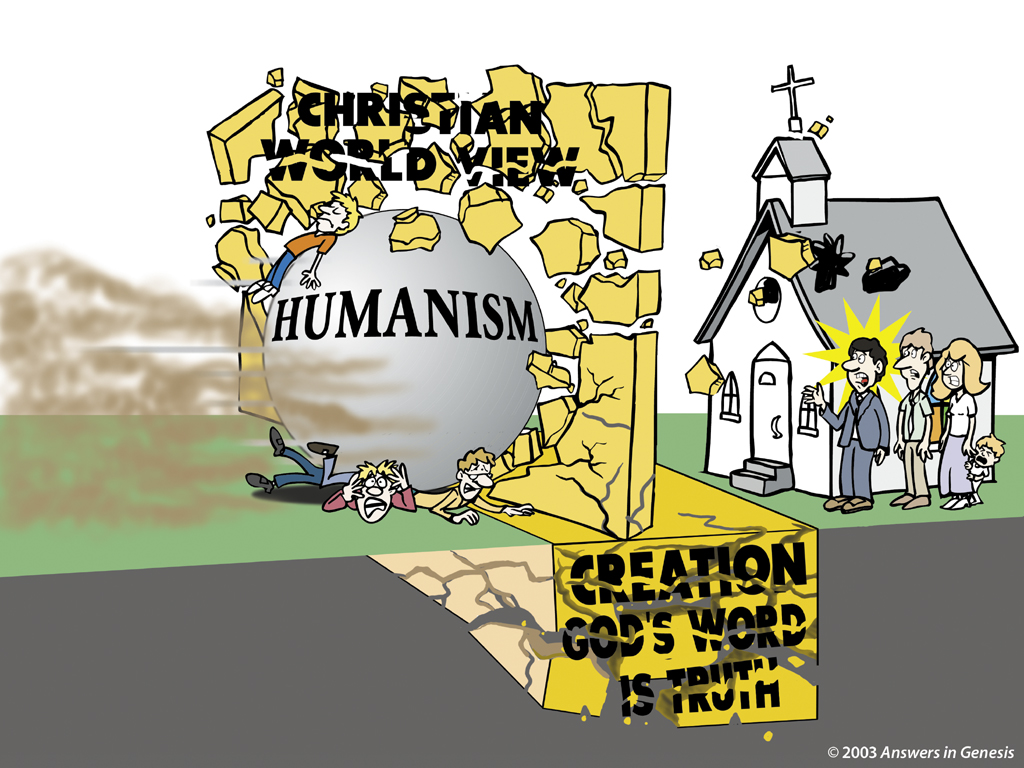 CHRISTIAN
WORLD VIEW
HUMANISM
CREATION
GOD'S WORD
IS TRUTH
© 2003 Answers in Genesis